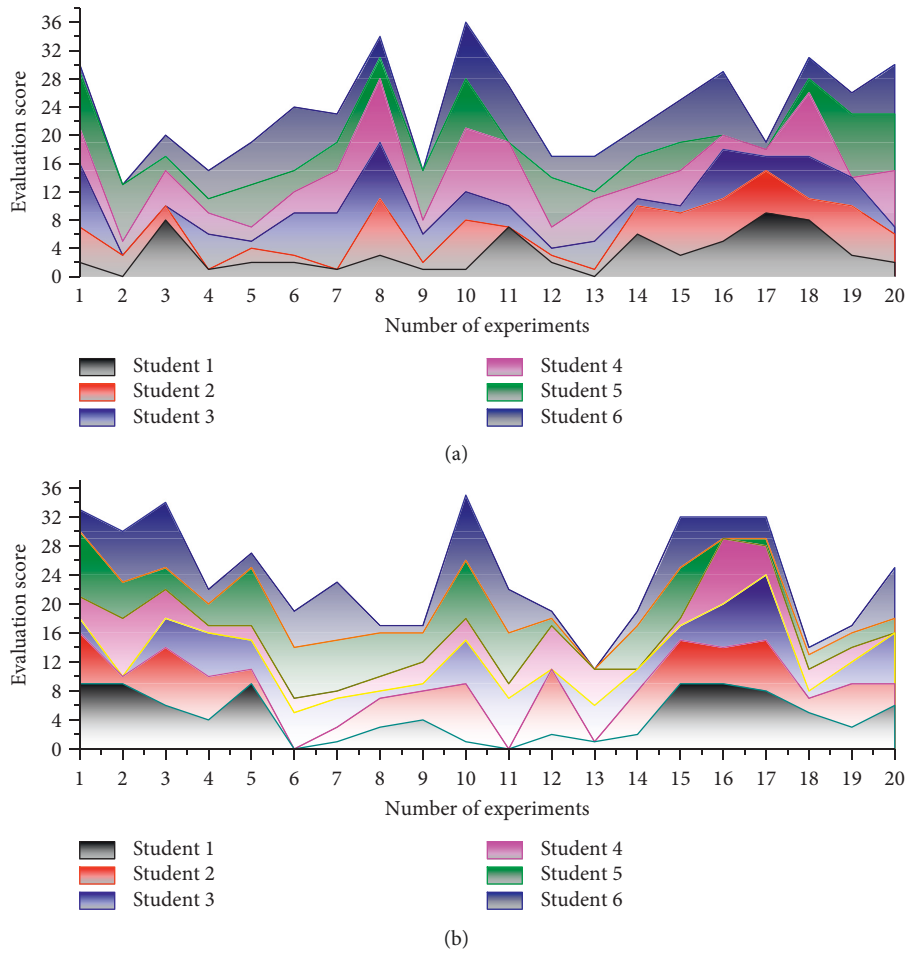 36
32
28
24
20
16
12
8
4
0
Evaluation score
1 2 3 4 5 6 7 8 9 10 11 12 13 14 15 16 17 18 19 20
Number of experiments
Student 1
Student 2
Student 3
Student 4
Student 5
Student 6
(a)
36
32
28
24
20
16
12
8
4
0
Evaluation score
1 2 3 4 5 6 7 8 9 10 11 12 13 14 15 16 17 18 19 20
Number of experiments
Student 1
Student 2
Student 3
Student 4
Student 5
Student 6
(b)